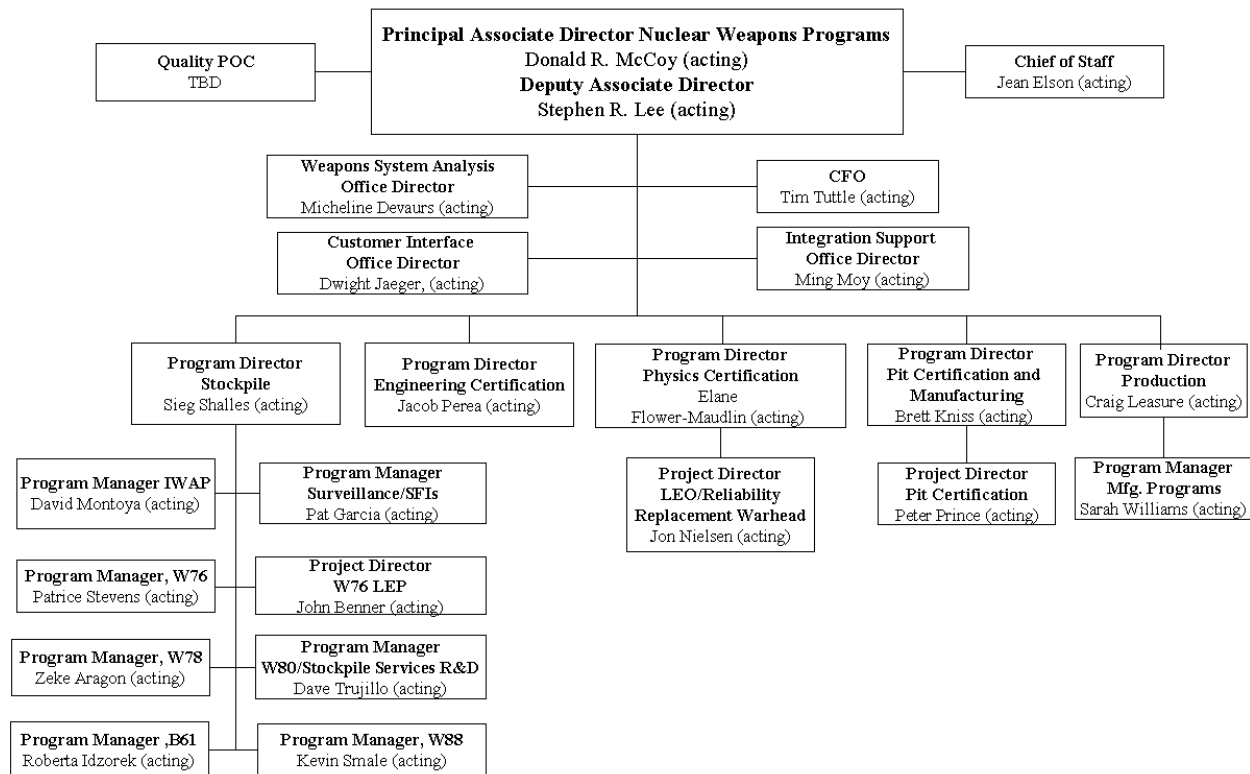 Principal Associate Director Nuclear Weapons Programs
Donald R. McCoy (acting)
Deputy Associate Director
Stephen R. Lee (acting)
Quality POC
TBD
Chief of Staff
Jean Elson (acting)
Weapons System Analysis
Office Director
Micheline Devaurs (acting)
CFO
Tim Tuttle (acting)
Customer Interface
Office Director
Dwight Jaeger, (acting)
Integration Support
Office Director
Ming Moy (acting)
Program Director
Stockpile
Sieg Shalles (acting)
Program Director
Engineering Certification
Jacob Perea (acting)
Program Director
Physics Certification
Elane
Flower-Maudlin (acting)
Program Director
Pit Certification and
Manufacturing
Brett Kniss (acting)
Program Director
Production
Craig Leasure (acting)
Program Manager IWAP
David Montoya (acting)
Program Manager
Surveillance/SFIs
Pat Garcia (acting)
Project Director
LEO/Reliability
Replacement Warhead
Jon Nielsen (acting)
Project Director
Pit Certification
Peter Prince (acting)
Program Manager
Mfg. Programs
Sarah Williams (acting)
Program Manager, W76
Patrice Stevens (acting)
Project Director
W76 LEP
John Benner (acting)
Program Manager, W78
Zeke Aragon (acting)
Program Manager
W80/Stockpile Services R&D
Dave Trujillo (acting)
Program Manager ,B61
Roberta Idzorek (acting)
Program Manager, W88
Kevin Smale (acting)